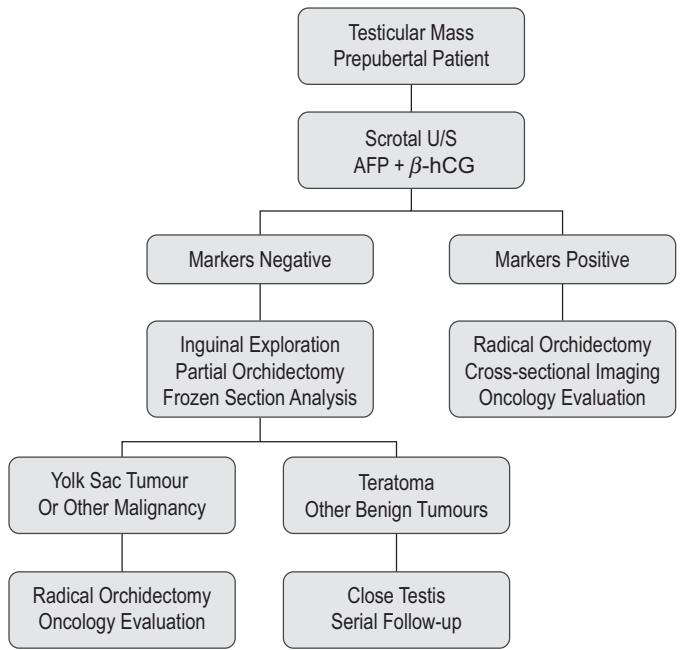 Testicular Mass
Prepubertal Patient
Scrotal U/S
AFP + β-hCG
Markers Negative
Markers Positive
Inguinal Exploration
Partial Orchidectomy
Frozen Section Analysis
Radical Orchidectomy
Cross-sectional Imaging
Oncology Evaluation
Yolk Sac Tumour
Or Other Malignancy
Teratoma
Other Benign Tumours
Radical Orchidectomy
Oncology Evaluation
Close Testis
Serial Follow-up